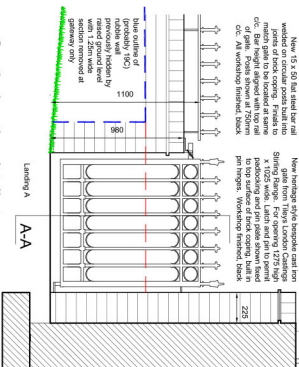 New 15 x 50 flat steel bar rail
welded on circular posts built into
joints of brick coping. Finials to
match gate to be located at same
c/c. Bar height aligned with top rail
of gate. Posts shown at 750mm
c/c. All workshop finished, black
New heritage style bespoke cast iron
gate from Tileys London Castings
Stirling Range. For opening 1275 high
x 1025 wide. Latch and pin to permit
padlocking and pin plate shown fixed
to top surface of brick coping, built in
pin hinges. Workshop finished, black
blue outline of
(probably 19C)
rubble wall
previously hidden by
raised ground level
with 1.25m wide
section removed at
gateway only
1100
980
225
Landing A
A-A